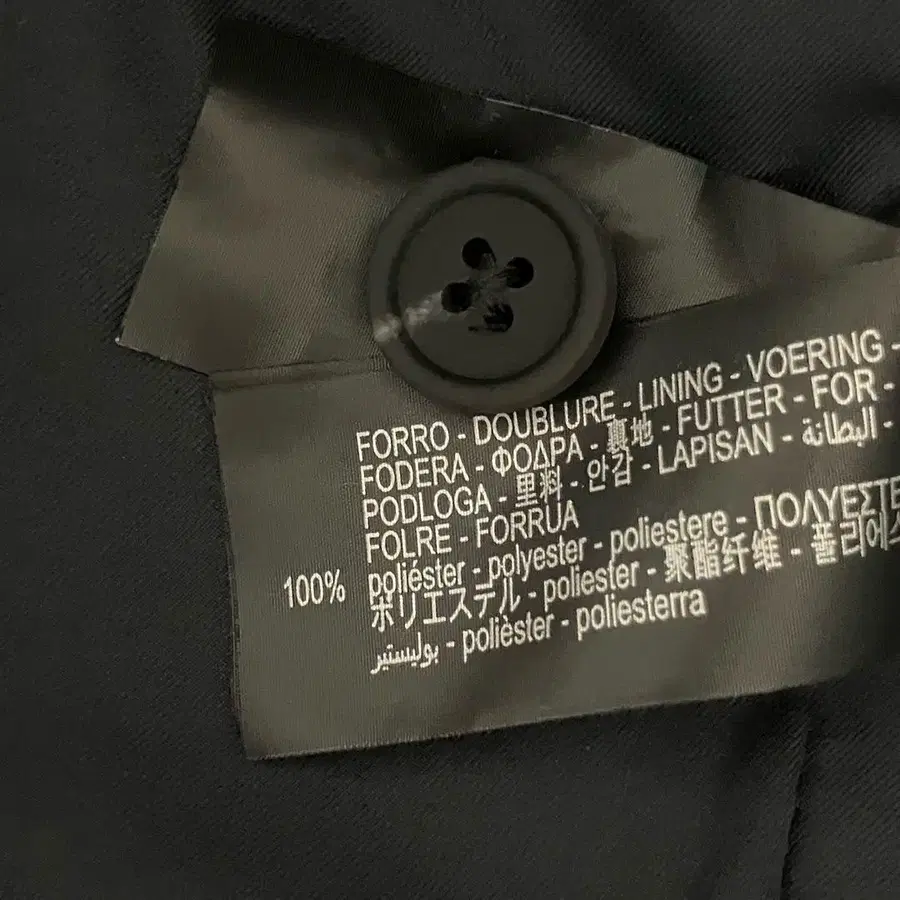 FORRO - DOUBLURE - LINING - VOERING -
FODERA - ΦΟΔΡΑ - 裏地 - FUTTER - FOR -
PODLOGA - 里料 - 안감 - LAPISAN - البطانة -
FOLRE - FORRUA
100% poliéster - polyester - poliestere - ΠΟΛΥΕΣΤΕ
ポリエステル - poliester - 聚酯纤维 - 폴리에스
بوليستير - polièster - poliesterra